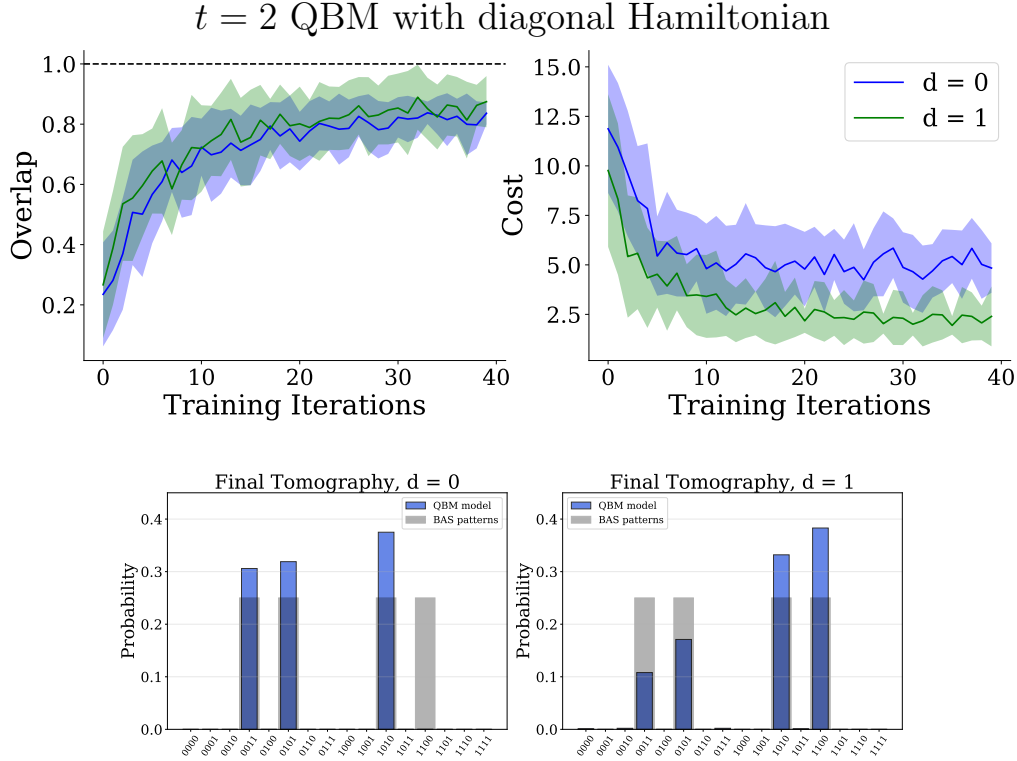 t = 2 QBM with diagonal Hamiltonian
1.0
0.8
0.6
0.4
0.2
Overlap
0 10 20 30 40
Training Iterations
15.0
12.5
10.0
7.5
5.0
2.5
Cost
d = 0
d = 1
0 10 20 30 40
Training Iterations
Final Tomography, d = 0
QBM model
BAS patterns
0.4
0.3
0.2
0.1
0.0
Probability
0000 0001 0010 0011 0100 0101 0110 0111 1000 1001 1010 1011 1100 1101 1110 1111
Final Tomography, d = 1
QBM model
BAS patterns
0.4
0.3
0.2
0.1
0.0
Probability
0000 0001 0010 0011 0100 0101 0110 0111 1000 1001 1010 1011 1100 1101 1110 1111